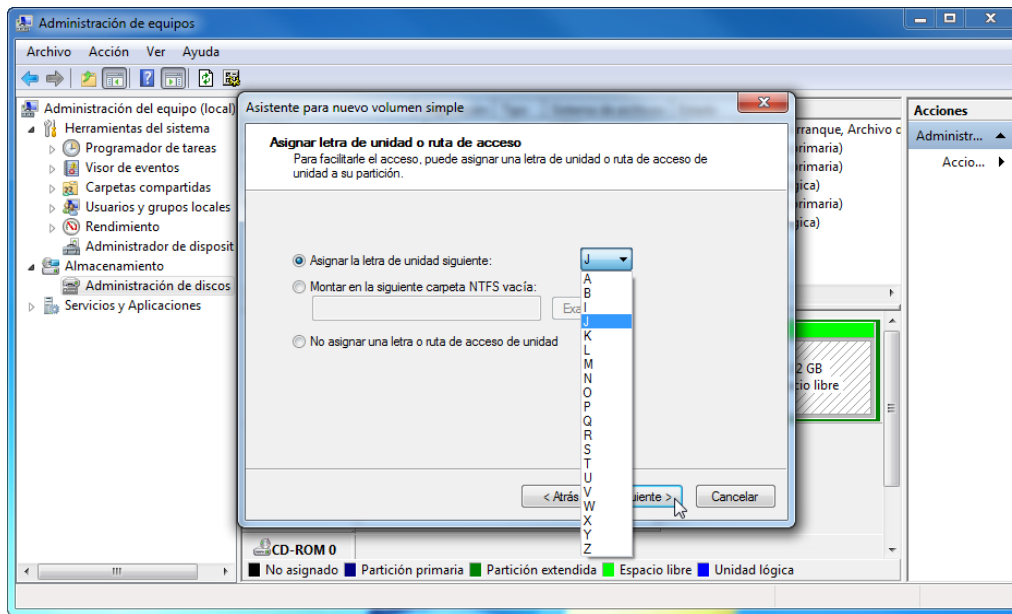 Administración de equipos
Archivo Acción Ver Ayuda
Administración del equipo (local)
Herramientas del sistema
Programador de tareas
Visor de eventos
Carpetas compartidas
Usuarios y grupos locales
Rendimiento
Administrador de disposit
Almacenamiento
Administración de discos
Servicios y Aplicaciones
Asistente para nuevo volumen simple
Asignar letra de unidad o ruta de acceso
Para facilitarle el acceso, puede asignar una letra de unidad o ruta de acceso de
unidad a su partición.
Asignar la letra de unidad siguiente:
J
Montar en la siguiente carpeta NTFS vacía:
Exa
No asignar una letra o ruta de acceso de unidad
A
B
I
J
K
L
M
N
O
P
Q
R
S
T
U
V
W
X
Y
Z
< Atrás
iente >
Cancelar
rranque, Archivo d
rimaria)
rimaria)
gica)
rimaria)
gica)
2 GB
cio libre
CD-ROM 0
No asignado Partición primaria Partición extendida Espacio libre Unidad lógica
Acciones
Administr...
Accio...